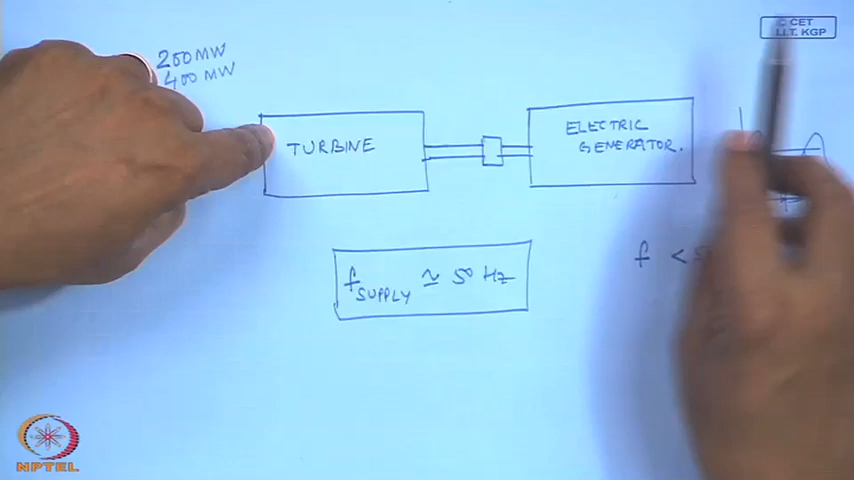 © CET
I.I.T. KGP
200 MW
400 MW
TURBINE
ELECTRIC
GENERATOR.
f SUPPLY ≃ 50 Hz
f <
NPTEL